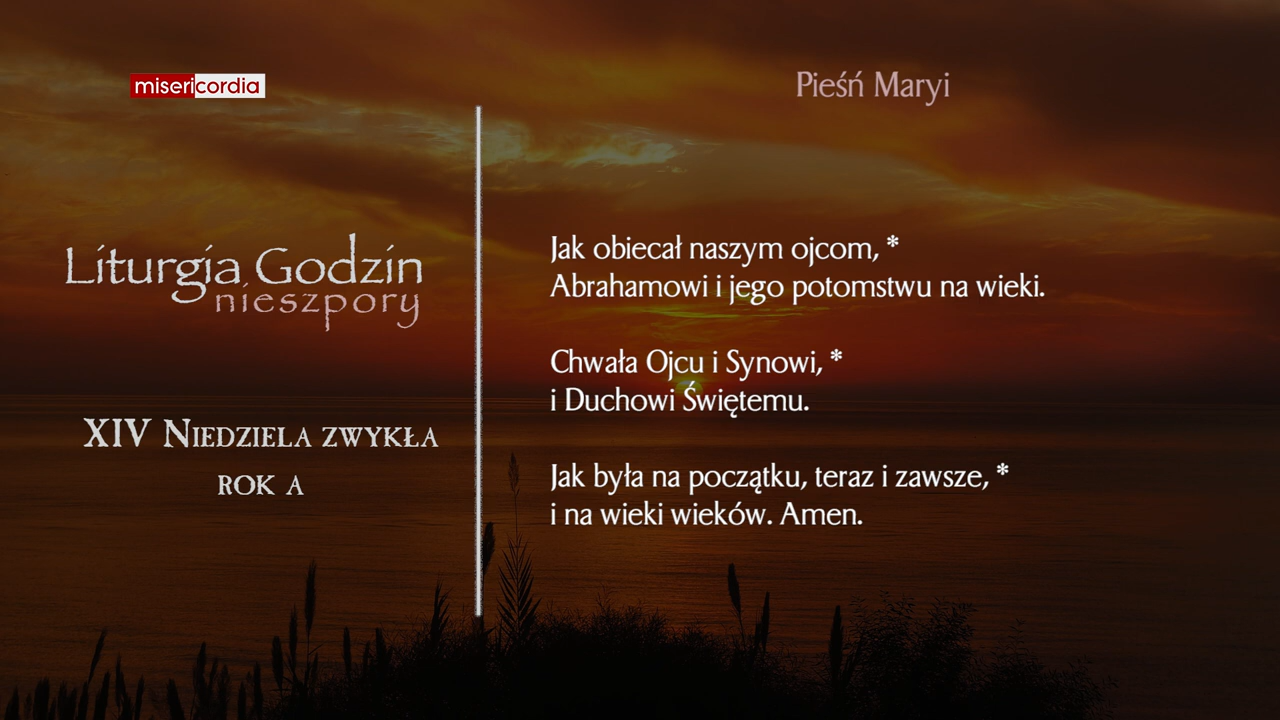 misericordia
Liturgia Godzin
nieszpory
XIV Niedziela zwykła
rok A
Pieśń Maryi
Jak obiecał naszym ojcom, *
Abrahamowi i jego potomstwu na wieki.
Chwała Ojcu i Synowi, *
i Duchowi Świętemu.
Jak była na początku, teraz i zawsze, *
i na wieki wieków. Amen.